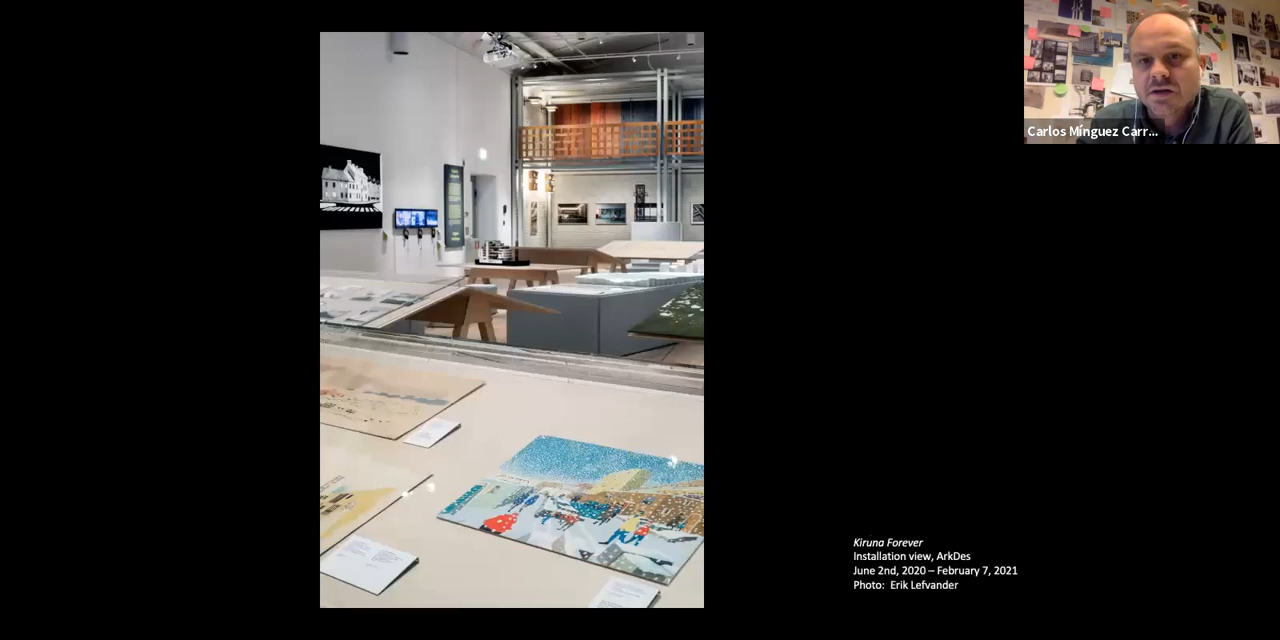 Carlos Mínguez Carr...
Kiruna Forever
Installation view, ArkDes
June 2nd, 2020 – February 7, 2021
Photo:  Erik Lefvander